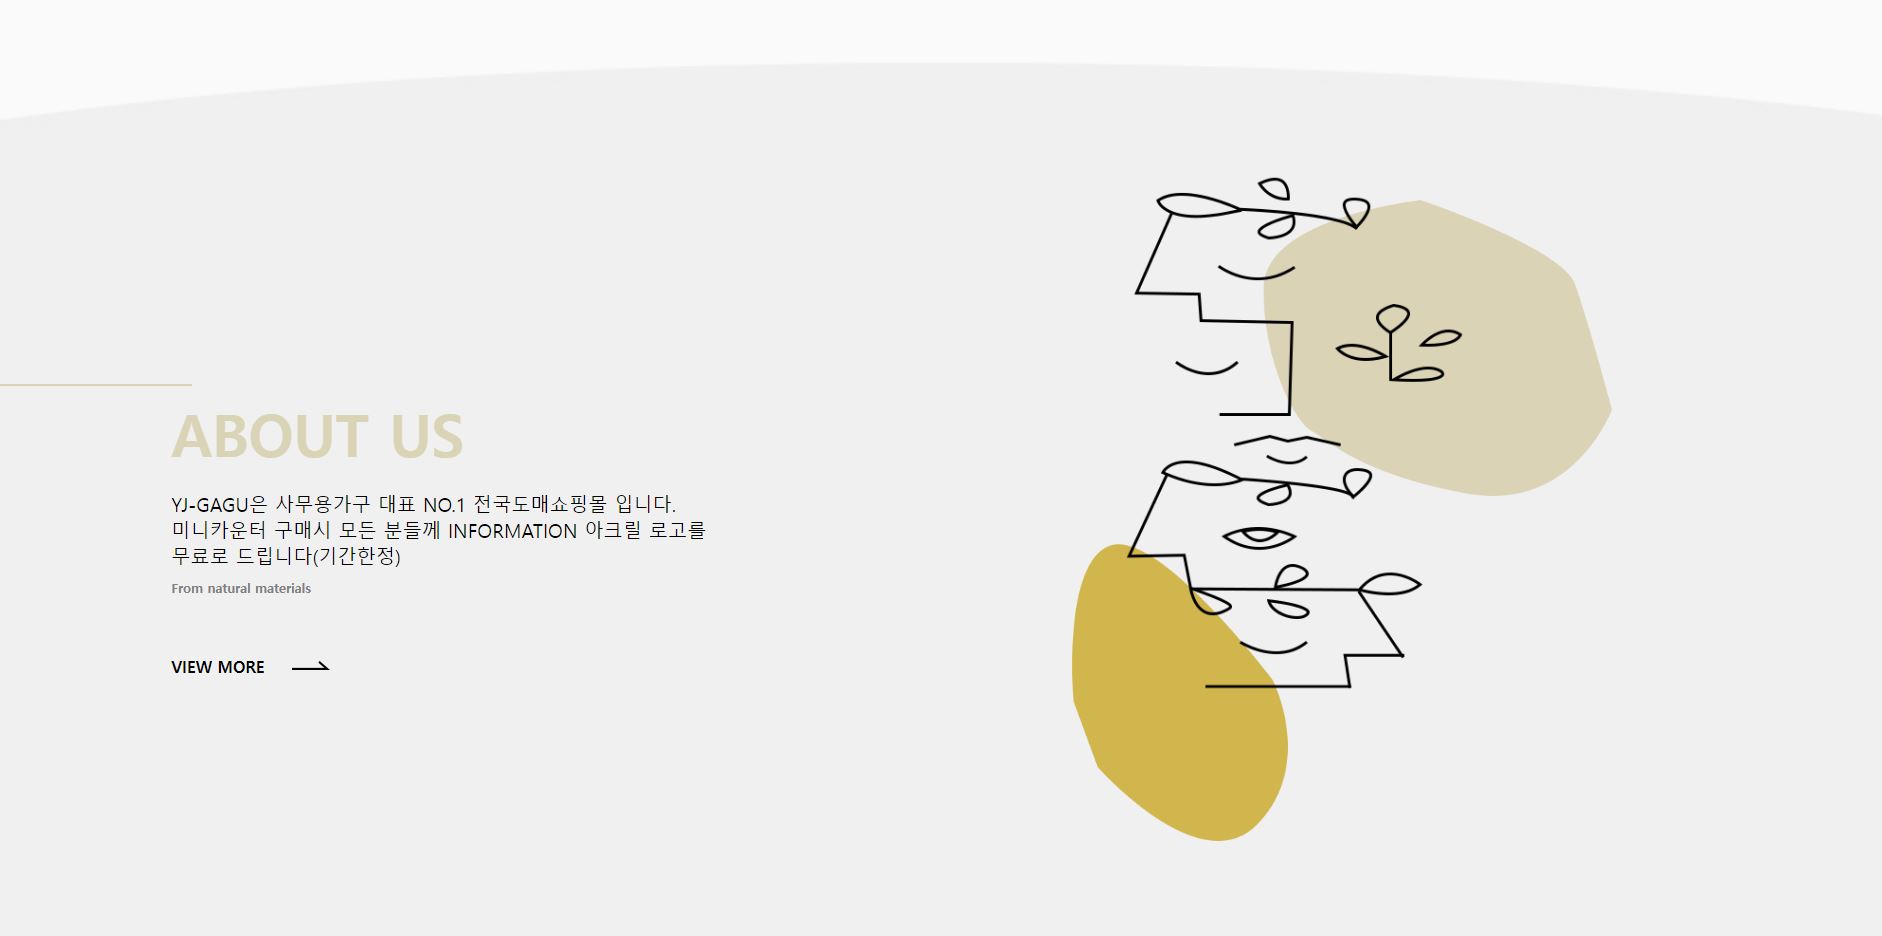 ABOUT US
YJ-GAGU은 사무용가구 대표 NO.1 전국도매쇼핑몰 입니다.
미니카운터 구매시 모든 분들께 INFORMATION 아크릴 로고를
무료로 드립니다(기간한정)
From natural materials
VIEW MORE